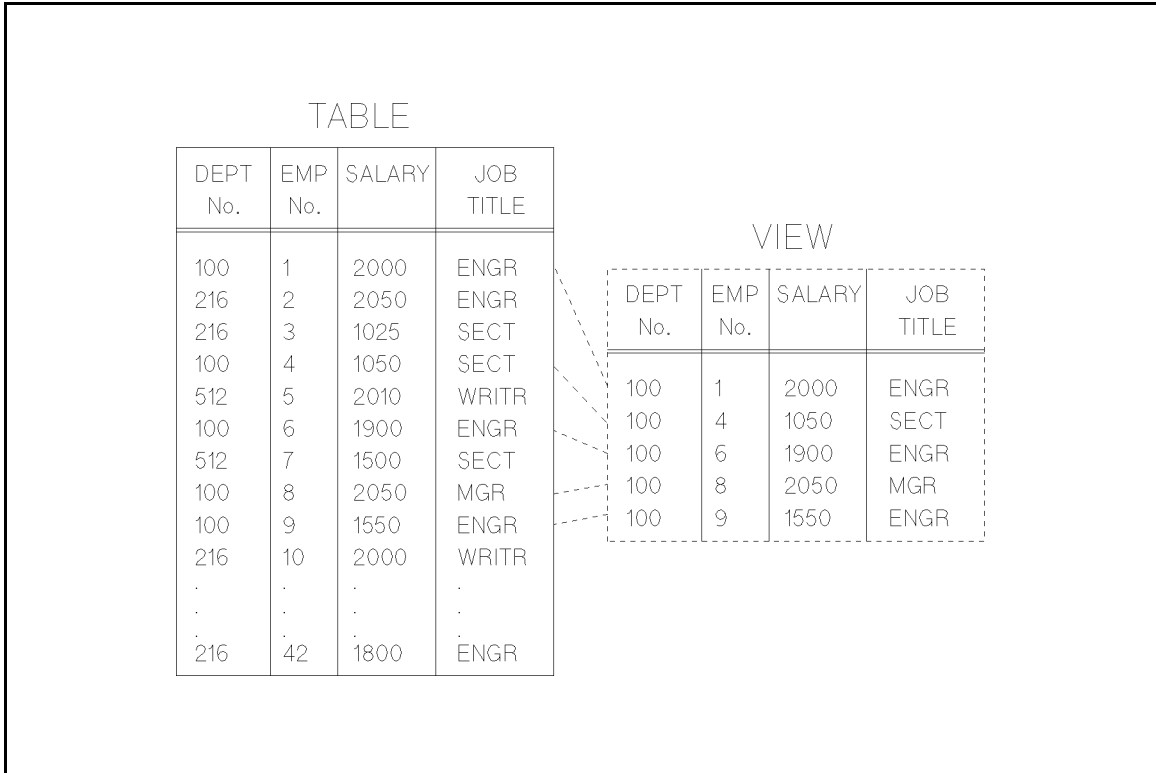 TABLE
DEPT EMP SALARY JOB
No. No. TITLE
100 1 2000 ENGR
216 2 2050 ENGR
216 3 1025 SECT
100 4 1050 SECT
512 5 2010 WRITR
100 6 1900 ENGR
512 7 1500 SECT
100 8 2050 MGR
100 9 1550 ENGR
216 10 2000 WRITR
. . . .
. . . .
. . . .
216 42 1800 ENGR
VIEW
DEPT EMP SALARY JOB
No. No. TITLE
100 1 2000 ENGR
100 4 1050 SECT
100 6 1900 ENGR
100 8 2050 MGR
100 9 1550 ENGR